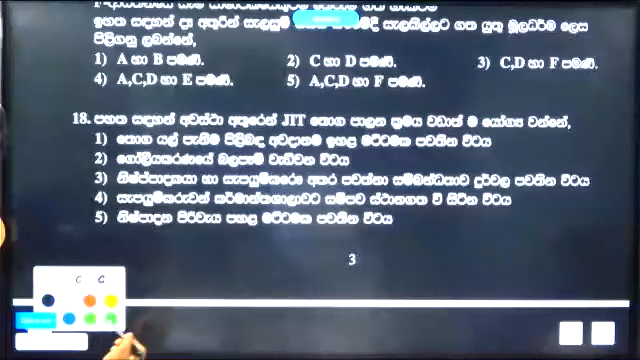 ඉහත සඳහන් දෑ අතුරින් සැලසුම් සැලකිල්ලට ගත යුතු මූලධර්ම ලෙස
පිළිගනු ලබන්නේ,
1) A හා B පමණි. 2) C හා D පමණි. 3) C,D හා F පමණි.
4) A,C,D හා E පමණි. 5) A,C,D හා F පමණි.
18. පහත සඳහන් අවස්ථා අතුරෙන් JIT තොග පාලන ක්‍රමය වඩාත් ම යෝග්‍ය වන්නේ,
1) තොග යල් පැනීම පිළිබඳ අවදානම ඉහළ මට්ටමක පවතින විටය
2) ගෝලීයකරණයේ බලපෑම වැඩිවන විටය
3) නිෂ්පාදකයා හා සැපයුම්කරු අතර පවත්නා සම්බන්ධතාව දුර්වල පවතින විටය
4) සැපයුම්කරුවන් කර්මාන්තශාලාවට සමීපව ස්ථානගත වී සිටින විටය
5) නිෂ්පාදන පිරිවැය පහළ මට්ටමක පවතින විටය
3